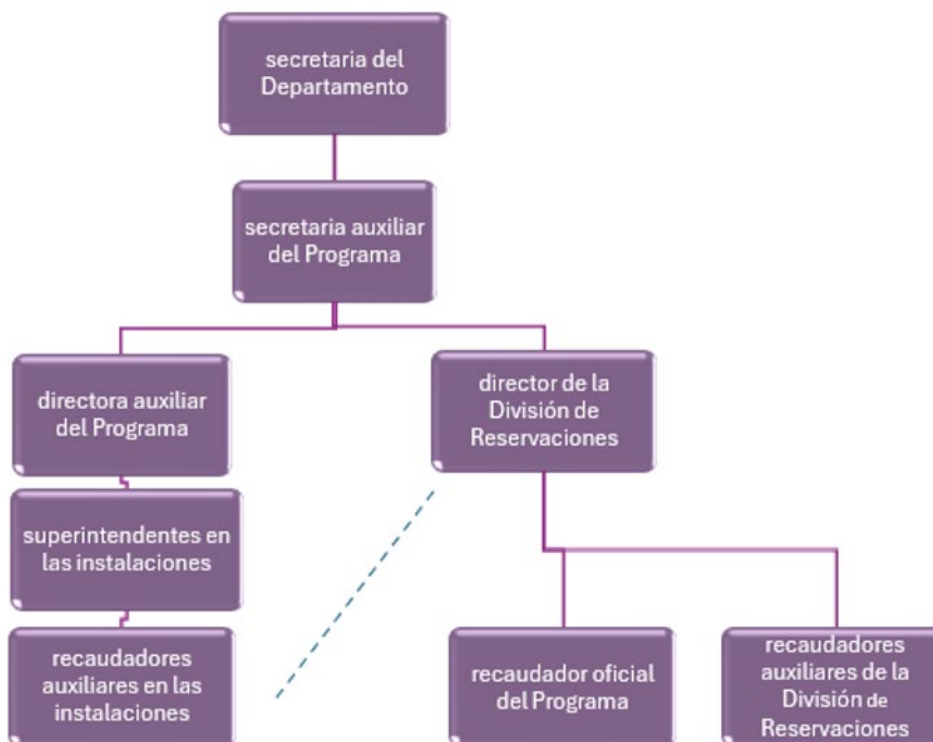 secretaria del
Departamento
secretaria auxiliar
del Programa
directora auxiliar
del Programa
director de la
División de
Reservaciones
superintendentes en
las instalaciones
recaudadores
auxiliares en las
instalaciones
recaudador oficial
del Programa
recaudadores
auxiliares de la
División de
Reservaciones